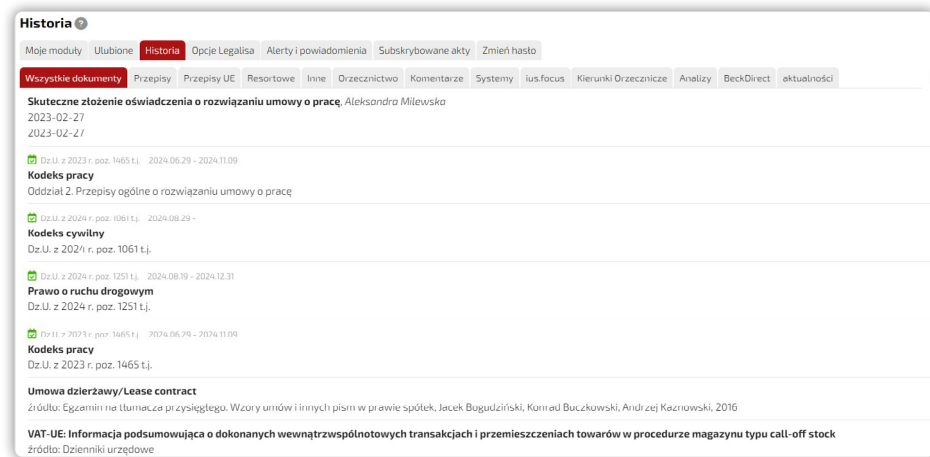 Historia ?
Moje moduły Ulubione Historia Opcje Legalisa Alerty i powiadomienia Subskrybowane akty Zmień hasło
Wszystkie dokumenty Przepisy Przepisy UE Resortowe Inne Orzecznictwo Komentarze Systemy ius.focus Kierunki Orzecznicze Analizy BeckDirect aktualności
Skuteczne złożenie oświadczenia o rozwiązaniu umowy o pracę, Aleksandra Milewska
2023-02-27
2023-02-27
Dz.U. z 2023 r. poz. 1465 t.j. 2024.06.29 - 2024.11.09
Kodeks pracy
Oddział 2. Przepisy ogólne o rozwiązaniu umowy o pracę
Dz.U. z 2024 r. poz. 1061 t.j. 2024.08.29 -
Kodeks cywilny
Dz.U. z 2024 r. poz. 1061 t.j.
Dz.U. z 2024 r. poz. 1251 t.j. 2024.08.19 - 2024.12.31
Prawo o ruchu drogowym
Dz.U. z 2024 r. poz. 1251 t.j.
Dz.U. z 2023 r. poz. 1465 t.j. 2024.06.29 - 2024.11.09
Kodeks pracy
Dz.U. z 2023 r. poz. 1465 t.j.
Umowa dzierżawy/Lease contract
źródło: Egzamin na tłumacza przysięgłego. Wzory umów i innych pism w prawie spółek, Jacek Bogudziński, Konrad Buczkowski, Andrzej Kaznowski, 2016
VAT-UE: Informacja podsumowująca o dokonanych wewnątrzwspólnotowych transakcjach i przemieszczeniach towarów w procedurze magazynu typu call-off stock
źródło: Dzienniki urzędowe